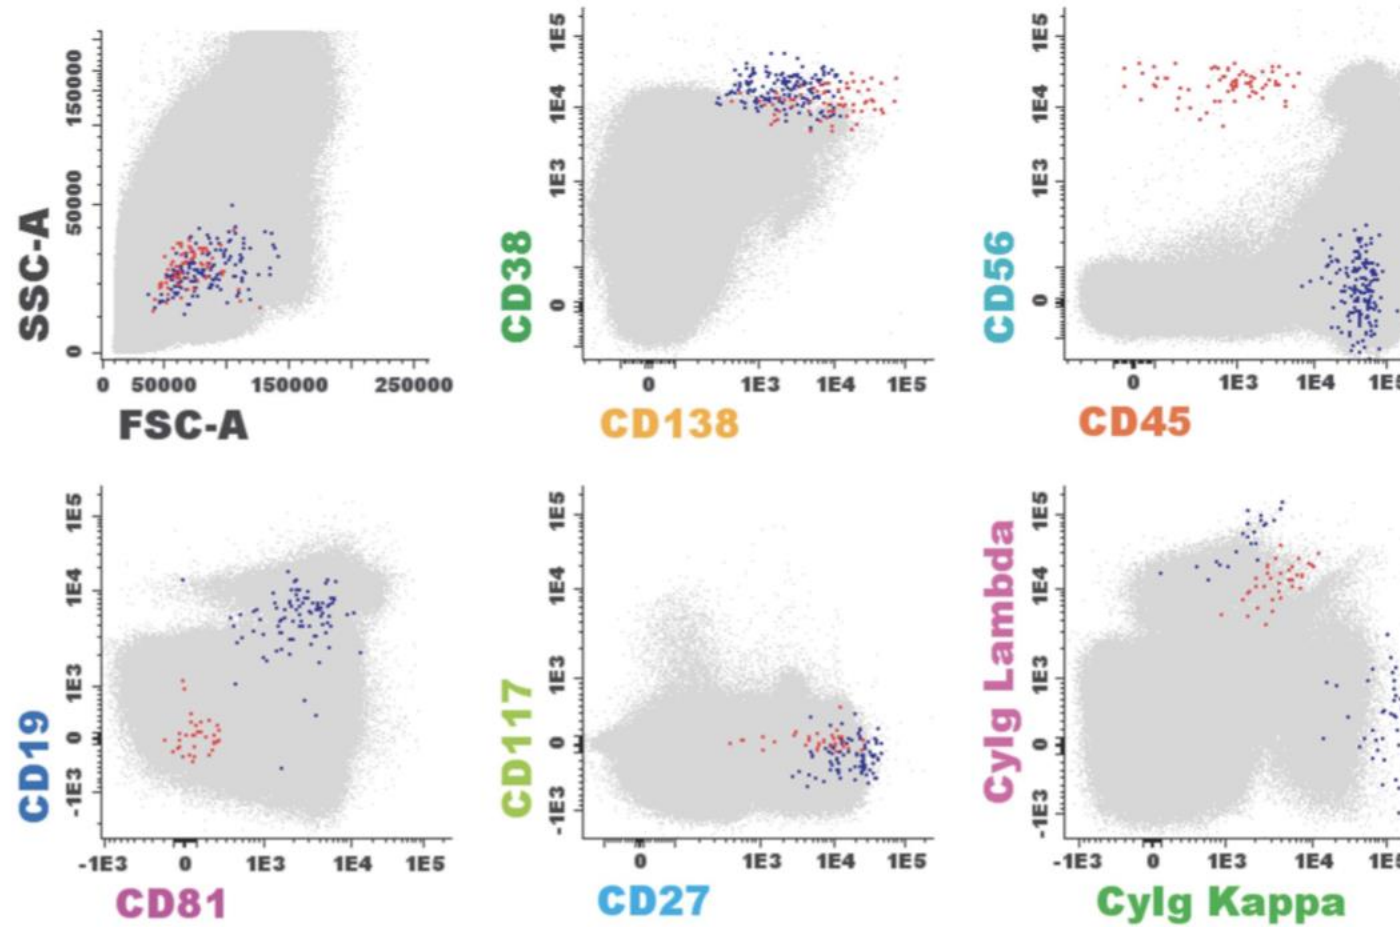 SSC-A
150000
50000
0
0 50000 150000 250000
FSC-A
CD38
1E5
1E4
1E3
0
0 1E3 1E4 1E5
CD138
CD56
1E5
1E4
1E3
0
0 1E3 1E4 1E5
CD45
CD19
1E5
1E4
1E3
0
-1E3
-1E3 0 1E3 1E4 1E5
CD81
CD117
1E5
1E4
1E3
0
-1E3
0 1E3 1E4 1E5
CD27
CyIg Lambda
1E5
1E4
1E3
0
-1E3
-1E3 0 1E3 1E4 1E5
CyIg Kappa